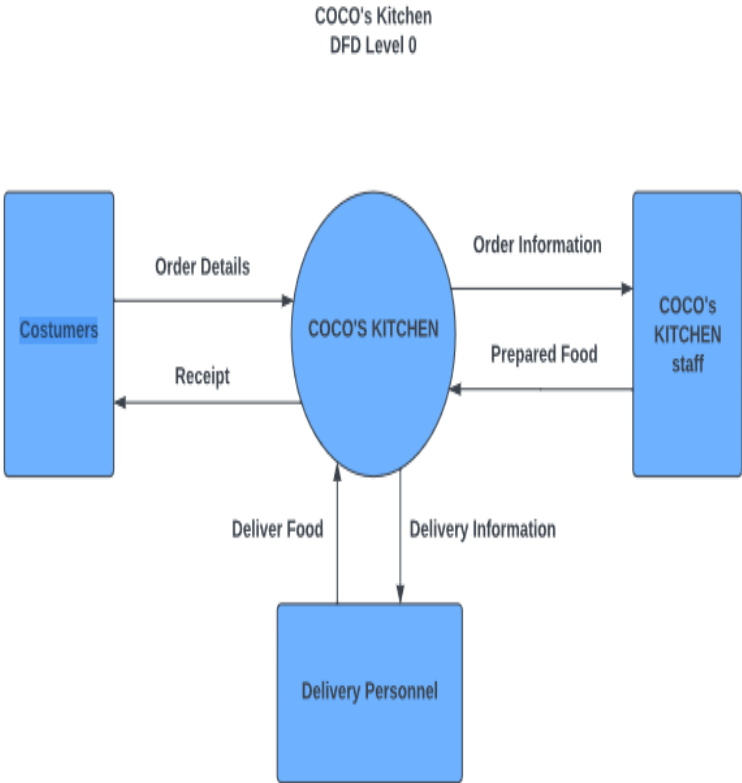 COCO's Kitchen
DFD Level 0
Order Details
Order Information
Costumers
COCO'S KITCHEN
COCO's
KITCHEN
staff
Receipt
Prepared Food
Deliver Food
Delivery Information
Delivery Personnel